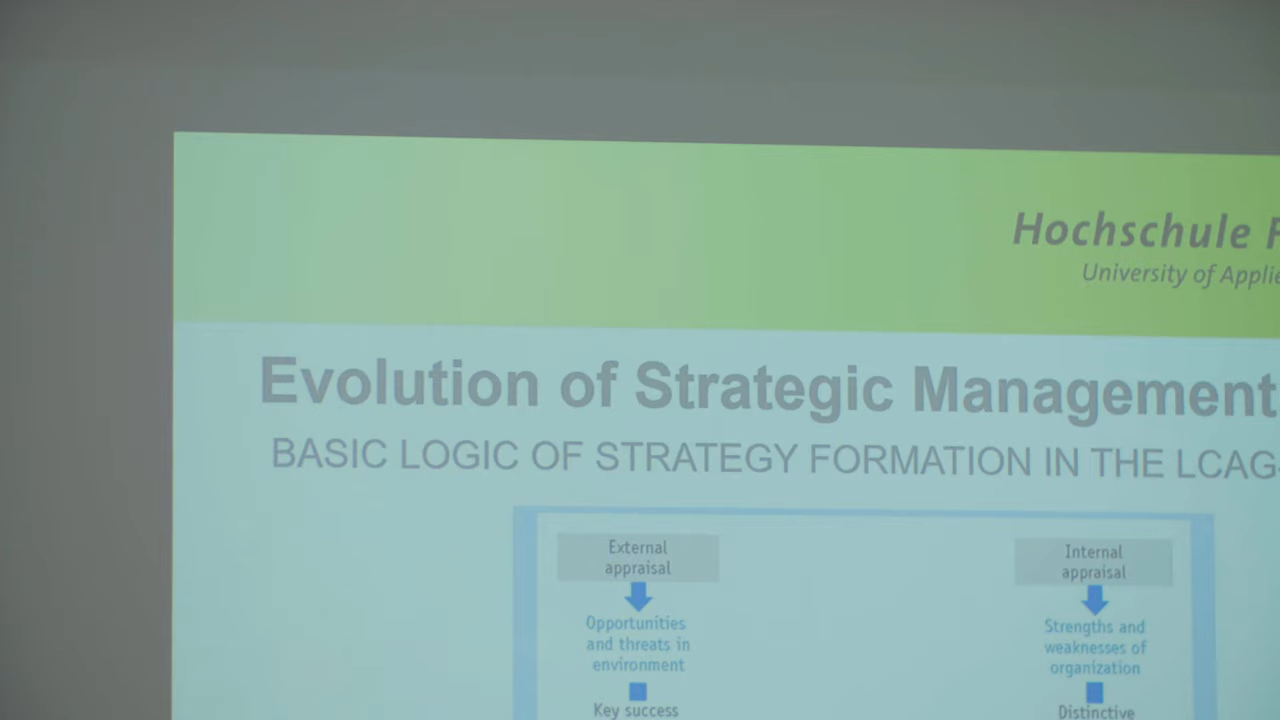 Hochschule
University of
Evolution of Strategic Management
BASIC LOGIC OF STRATEGY FORMATION IN THE LCAG-
External
appraisal
Opportunities
and threats in
environment
Key success
Internal
appraisal
Strengths and
weaknesses of
organization
Distinctive